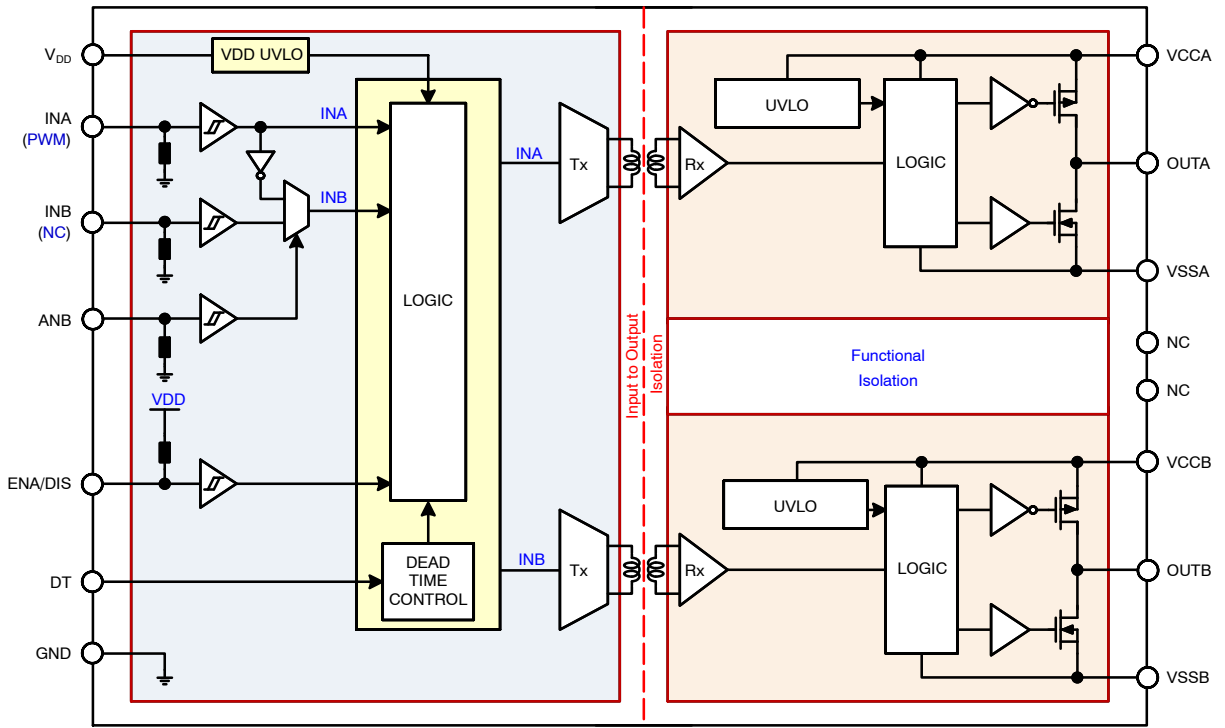 V_DD
INA
(PWM)
INB
(NC)
ANB
ENA/DIS
DT
GND
VDD UVLO
INA
INB
VDD
LOGIC
DEAD
TIME
CONTROL
INA
Tx
INB
Tx
Input to Output
Isolation
Rx
UVLO
LOGIC
Functional
Isolation
Rx
UVLO
LOGIC
VCCA
OUTA
VSSA
NC
NC
VCCB
OUTB
VSSB